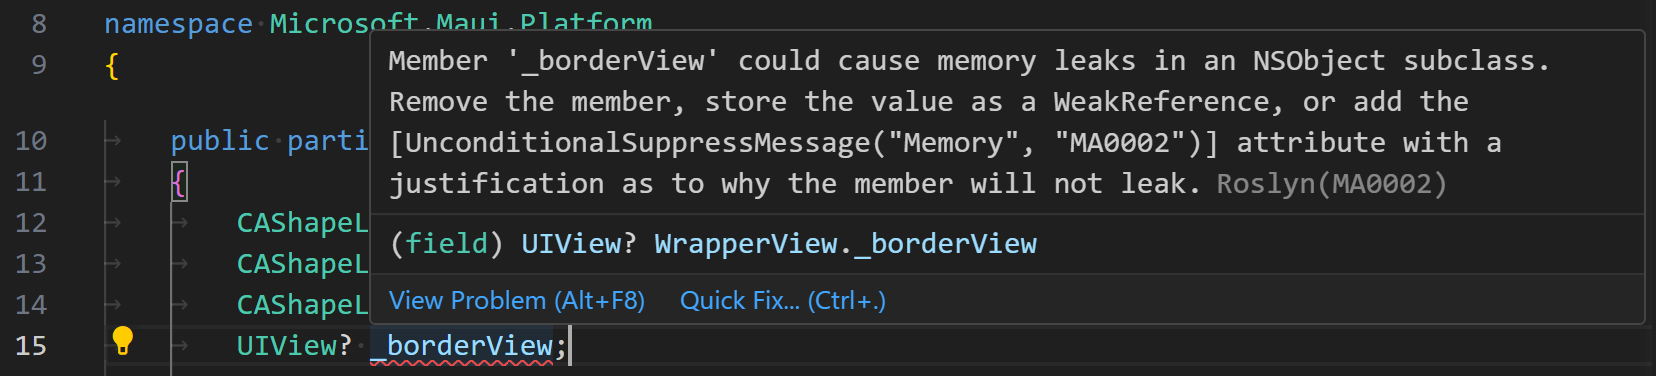 8 namespace Microsoft.Maui.Platform
9 {
Member '_borderView' could cause memory leaks in an NSObject subclass.
Remove the member, store the value as a WeakReference, or add the
[UnconditionalSuppressMessage("Memory", "MA0002")] attribute with a
justification as to why the member will not leak. Roslyn(MA0002)
(field) UIView? WrapperView._borderView
View Problem (Alt+F8) Quick Fix... (Ctrl+.)
10 public parti
11 {
12 CAShapeL
13 CAShapeL
14 CAShapeL
15 UIView? _borderView;